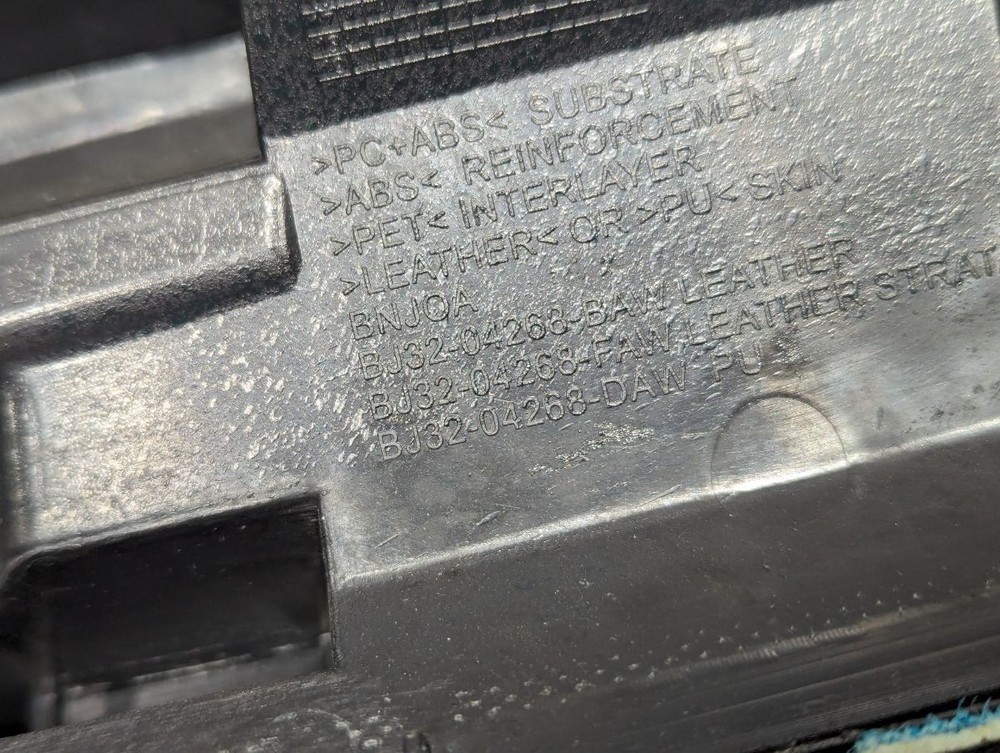 >PC+ABS< SUBSTRATE
>ABS< REINFORCEMENT
>PET< INTERLAYER
>LEATHER< OR >PU< SKIN
BNJQA
BJ32-04268-BAW LEATHER
BJ32-04268-FAW LEATHER STRAT
BJ32-04268-DAW PU